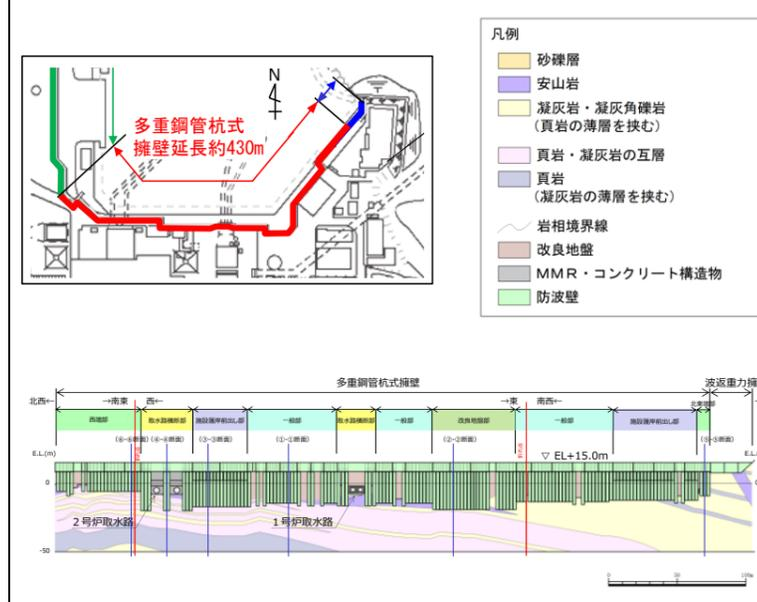 N
多重鋼管杭式
擁壁延長約430m
凡例
砂礫層
安山岩
凝灰岩・凝灰角礫岩
(頁岩の薄層を挟む)
頁岩・凝灰岩の互層
頁岩
(凝灰岩の薄層を挟む)
岩相境界線
改良地盤
MMR・コンクリート構造物
防波壁
多重鋼管杭式擁壁 波返重力擁
北西← →南東 西← →東 南西←
西端部 取水路横断部 施設護岸前出し部 一般部 取水路横断部 一般部 改良地盤部 一般部 施設護岸前出し部 北東端部
(⑥-⑥断面) (④-④断面) (③-③断面) (①-①断面) (②-②断面) (⑤-⑤断面)
E.L.(m) ▽ EL+15.0m E.L
0 0
2号炉取水路 1号炉取水路
-50 -50
0 50 100m